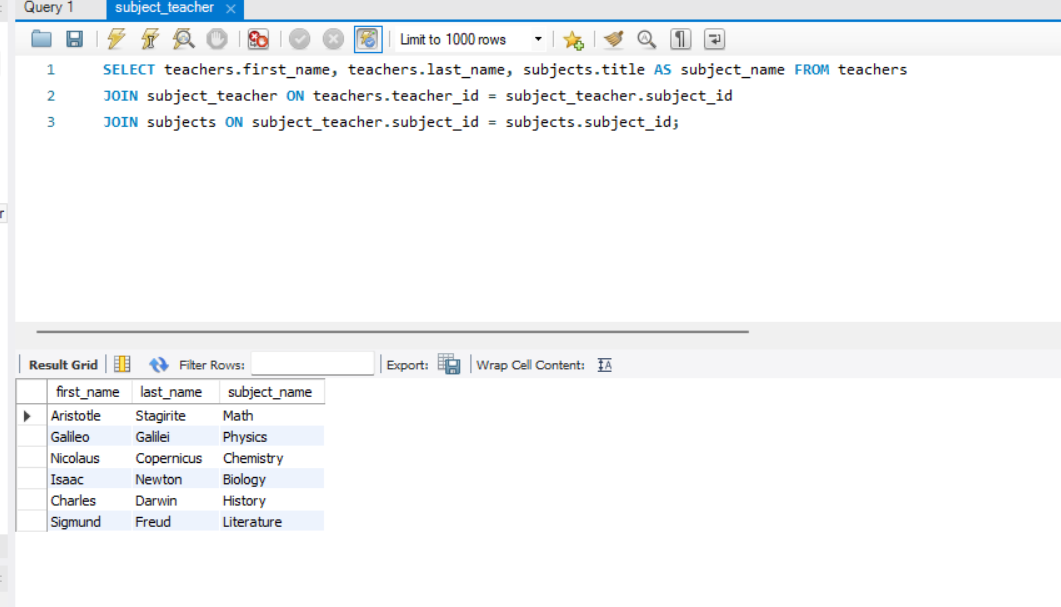 Query 1 subject_teacher
Limit to 1000 rows
1 SELECT teachers.first_name, teachers.last_name, subjects.title AS subject_name FROM teachers
2 JOIN subject_teacher ON teachers.teacher_id = subject_teacher.subject_id
3 JOIN subjects ON subject_teacher.subject_id = subjects.subject_id;
r
Result Grid Filter Rows: Export: Wrap Cell Content:
first_name last_name subject_name
Aristotle Stagirite Math
Galileo Galilei Physics
Nicolaus Copernicus Chemistry
Isaac Newton Biology
Charles Darwin History
Sigmund Freud Literature